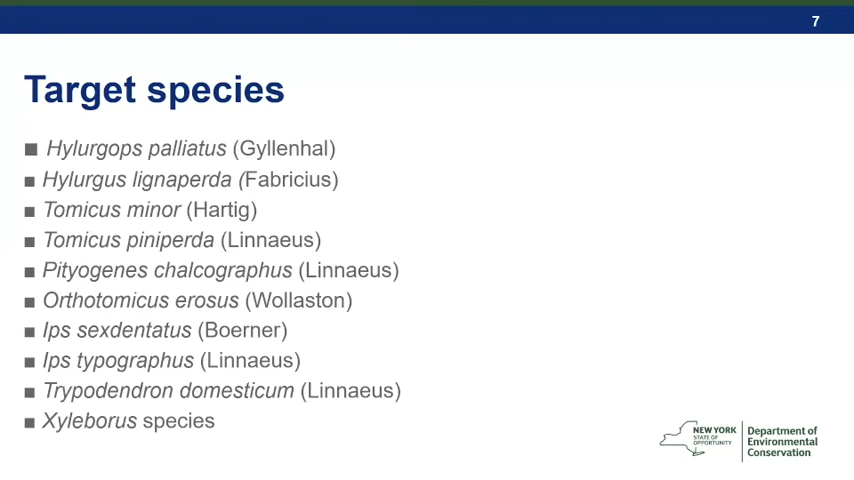 7
Target species
■ Hylurgops palliatus (Gyllenhal)
■ Hylurgus lignaperda (Fabricius)
■ Tomicus minor (Hartig)
■ Tomicus piniperda (Linnaeus)
■ Pityogenes chalcographus (Linnaeus)
■ Orthotomicus erosus (Wollaston)
■ Ips sexdentatus (Boerner)
■ Ips typographus (Linnaeus)
■ Trypodendron domesticum (Linnaeus)
■ Xyleborus species
NEW YORK
STATE OF
OPPORTUNITY
Department of
Environmental
Conservation